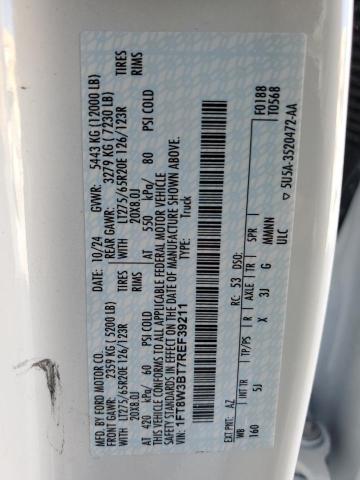 MFD. BY FORD MOTOR CO.
DATE: 10/24 GVWR: 5443 KG (12000 LB)
FRONT GAWR: 2359 KG (5200 LB) REAR GAWR: 3279 KG (7230 LB)
LT275/65R20E 126/123R TIRES LT275/65R20E 126/123R TIRES
20X8.0J RIMS 20X8.0J RIMS
AT 420 kPa/ 60 PSI COLD AT 550 kPa/ 80 PSI COLD
THIS VEHICLE CONFORMS TO ALL APPLICABLE FEDERAL MOTOR VEHICLE
SAFETY STANDARDS IN EFFECT ON THE DATE OF MANUFACTURE SHOWN ABOVE.
VIN: 1FT8W3BT7REF39211
TYPE: Truck
F0188
T0568
EXT PNT: AZ RC: 53 DSO:
WB INT TR TP/PS R AXLE TR SPR
160 5J X 3J G MMANN
ULC
5U5A-3520472-AA